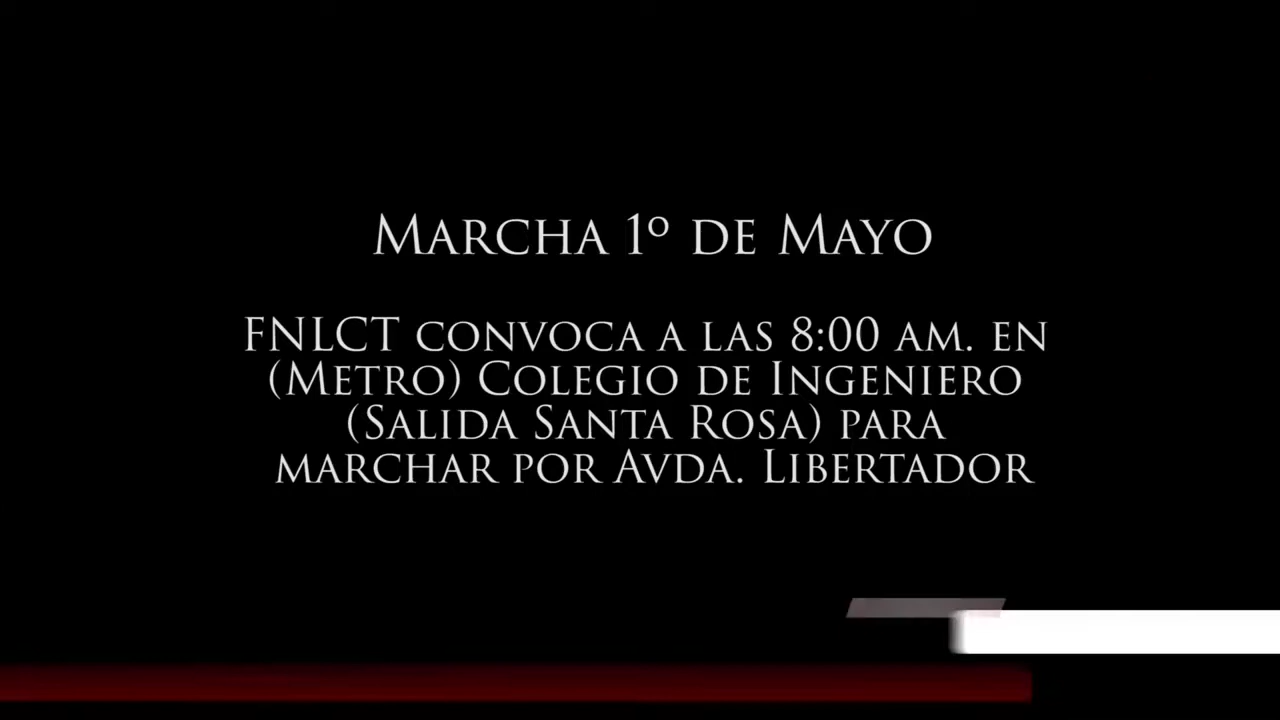 Marcha 1º de Mayo
FNLCT convoca a las 8:00 am. en
(Metro) Colegio de Ingeniero
(Salida Santa Rosa) para
marchar por Avda. Libertador